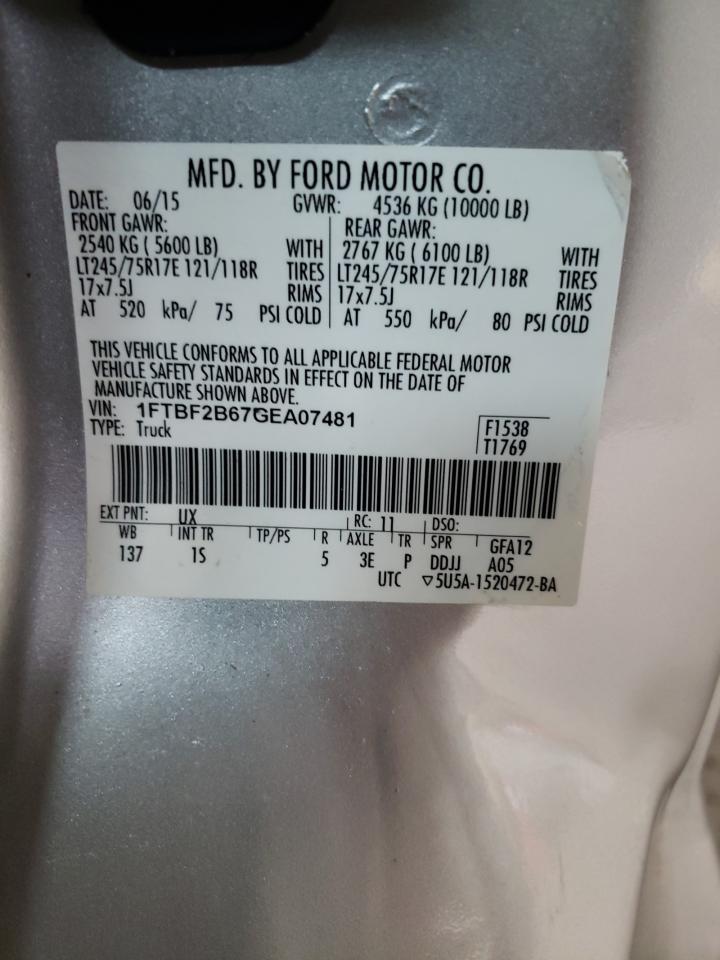 MFD. BY FORD MOTOR CO.
DATE: 06/15 GVWR: 4536 KG (10000 LB)
FRONT GAWR: REAR GAWR:
2540 KG ( 5600 LB) WITH 2767 KG ( 6100 LB) WITH
LT245/75R17E 121/118R TIRES LT245/75R17E 121/118R TIRES
17x7.5J RIMS 17x7.5J RIMS
AT 520 kPa/ 75 PSI COLD AT 550 kPa/ 80 PSI COLD
THIS VEHICLE CONFORMS TO ALL APPLICABLE FEDERAL MOTOR
VEHICLE SAFETY STANDARDS IN EFFECT ON THE DATE OF
MANUFACTURE SHOWN ABOVE.
VIN: 1FTBF2B67GEA07481
TYPE: Truck
F1538
T1769
EXT PNT: UX RC: 11 DSO:
WB INT TR TP/PS R AXLE TR SPR GFA12
137 1S 5 3E P DDJJ A05
UTC ▽5U5A-1520472-BA